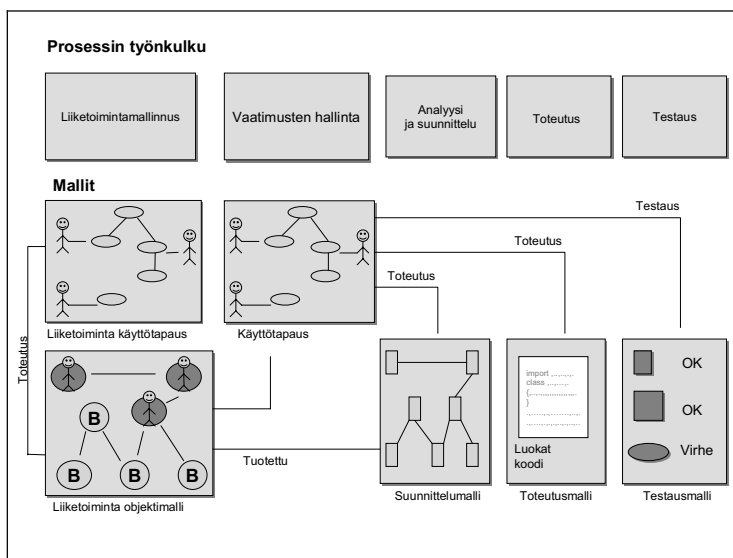 Prosessin työnkulku
Liiketoimintamallinnus
Vaatimusten hallinta
Analyysi
ja suunnittelu
Toteutus
Testaus
Mallit
Testaus
Toteutus
Toteutus
Liiketoiminta käyttötapaus
Käyttötapaus
Toteutus
B
B
B
B
Liiketoiminta objektimalli
Tuotettu
Suunnittelumalli
import
class
{
}
Luokat
koodi
Toteutusmalli
OK
OK
Virhe
Testausmalli